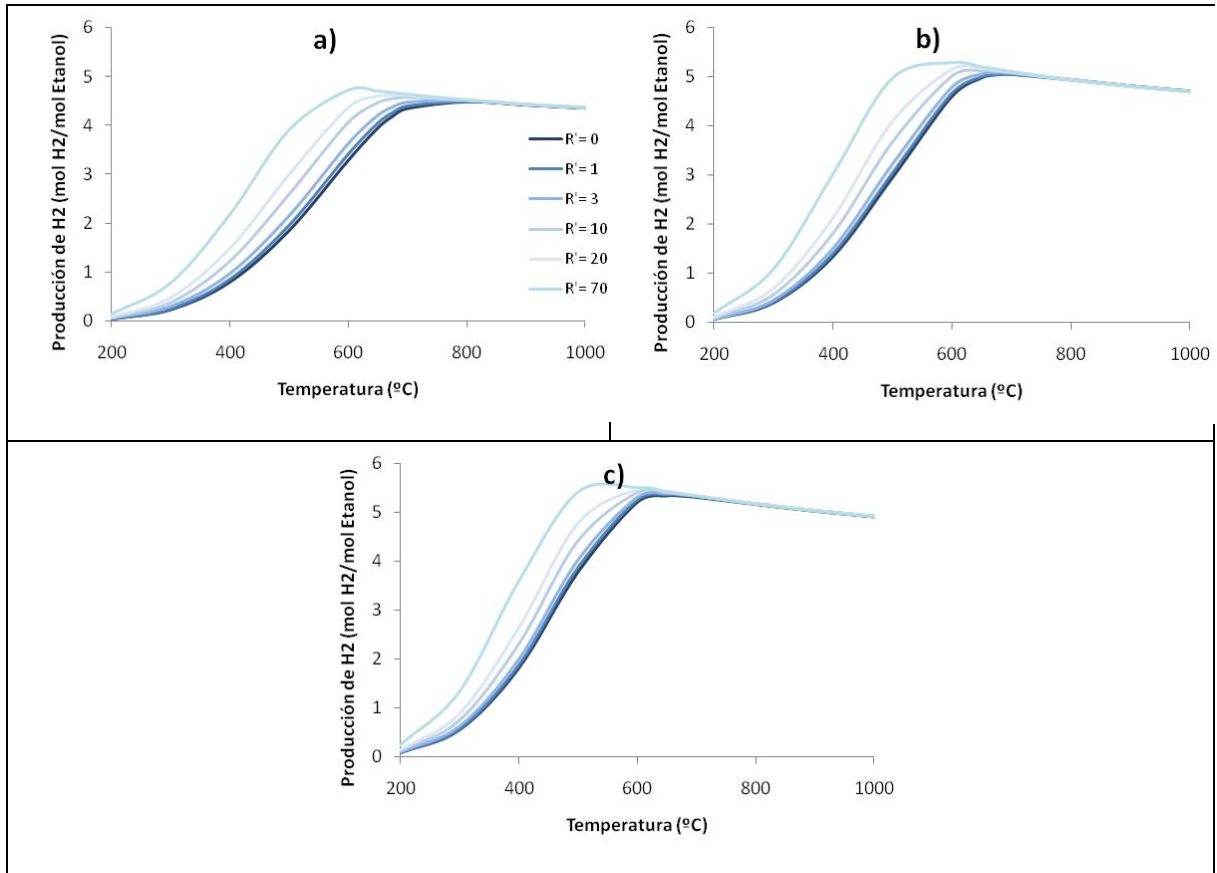 a)
Producción de H2 (mol H2/mol Etanol)
6
5
4
3
2
1
0
200 400 600 800 1000
Temperatura (ºC)
R'= 0
R'= 1
R'= 3
R'= 10
R'= 20
R'= 70
b)
Producción de H2 (mol H2/mol Etanol)
6
5
4
3
2
1
0
200 400 600 800 1000
Temperatura (ºC)
c)
Producción de H2 (mol H2/mol Etanol)
6
5
4
3
2
1
0
200 400 600 800 1000
Temperatura (ºC)